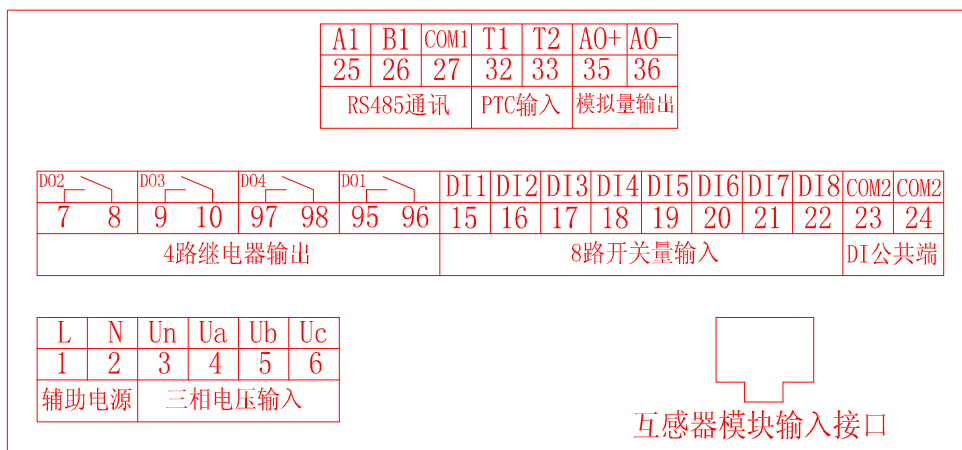 A1 B1 COM1 T1 T2 AO+ AO-
25 26 27 32 33 35 36
RS485通讯 PTC输入 模拟量输出
DO2 DO3 DO4 DO1 DI1 DI2 DI3 DI4 DI5 DI6 DI7 DI8 COM2 COM2
7 8 9 10 97 98 95 96 15 16 17 18 19 20 21 22 23 24
4路继电器输出 8路开关量输入 DI公共端
L N Un Ua Ub Uc
1 2 3 4 5 6
辅助电源 三相电压输入
互感器模块输入接口